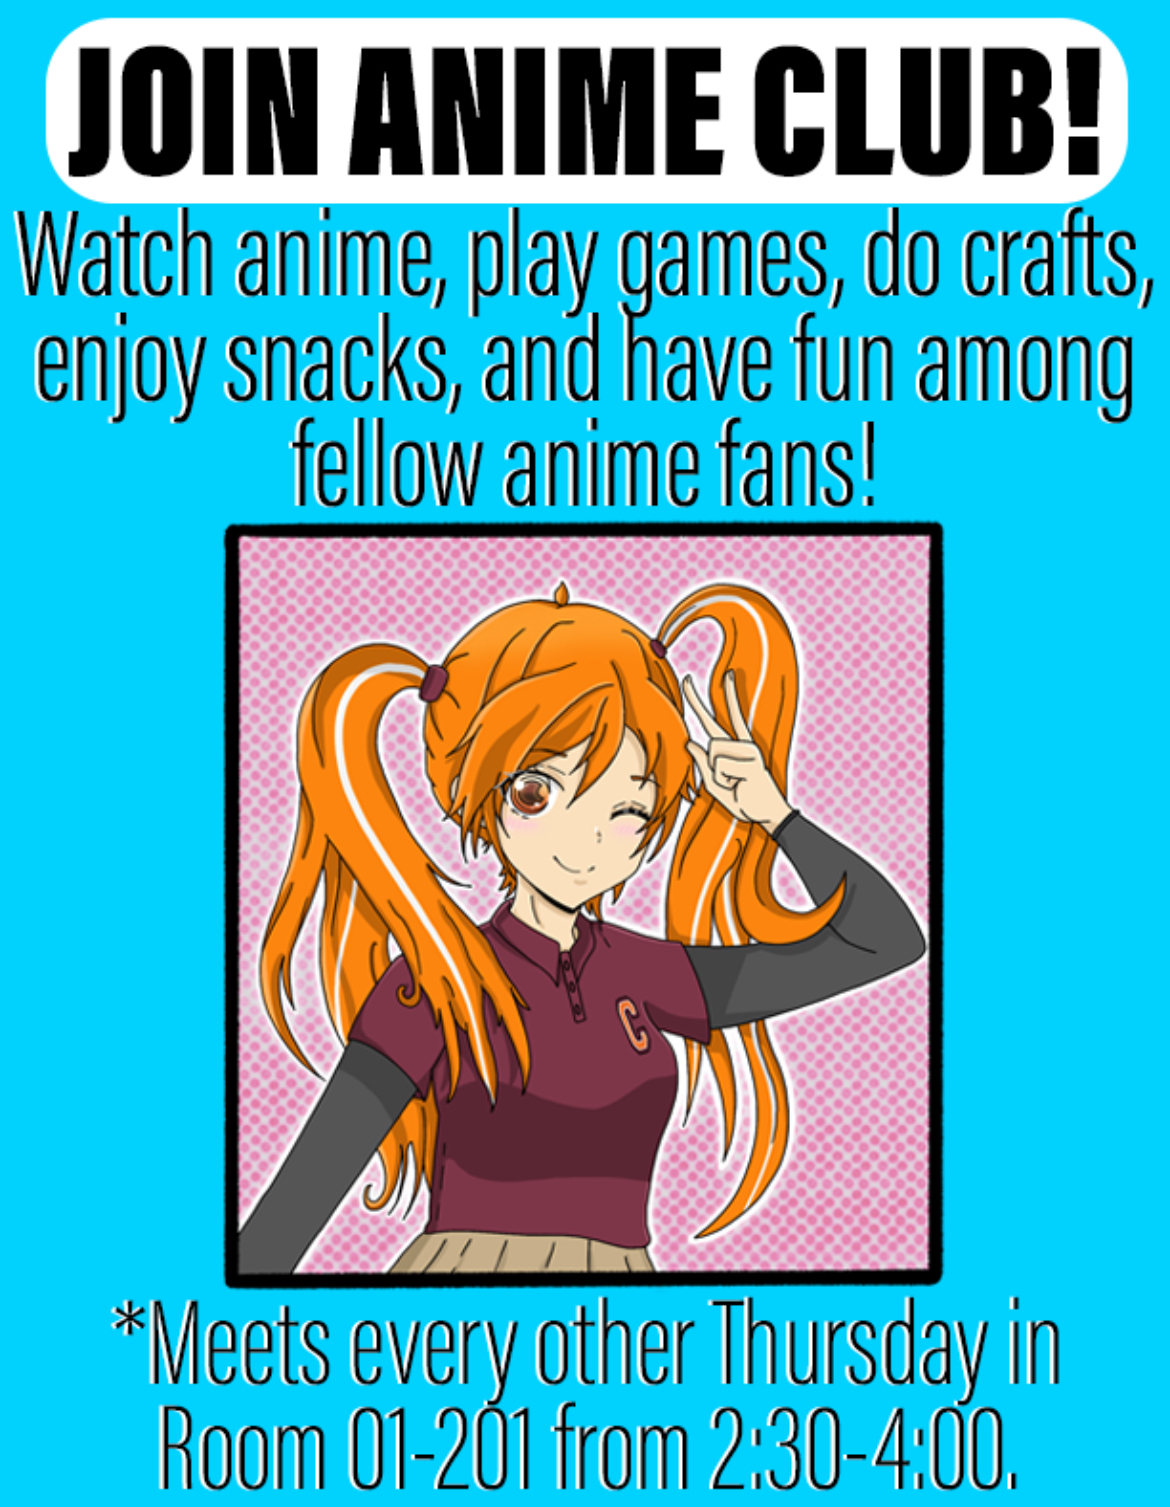 JOIN ANIME CLUB!
Watch anime, play games, do crafts,
enjoy snacks, and have fun among
fellow anime fans!
C
*Meets every other Thursday in
Room 01-201 from 2:30-4:00.